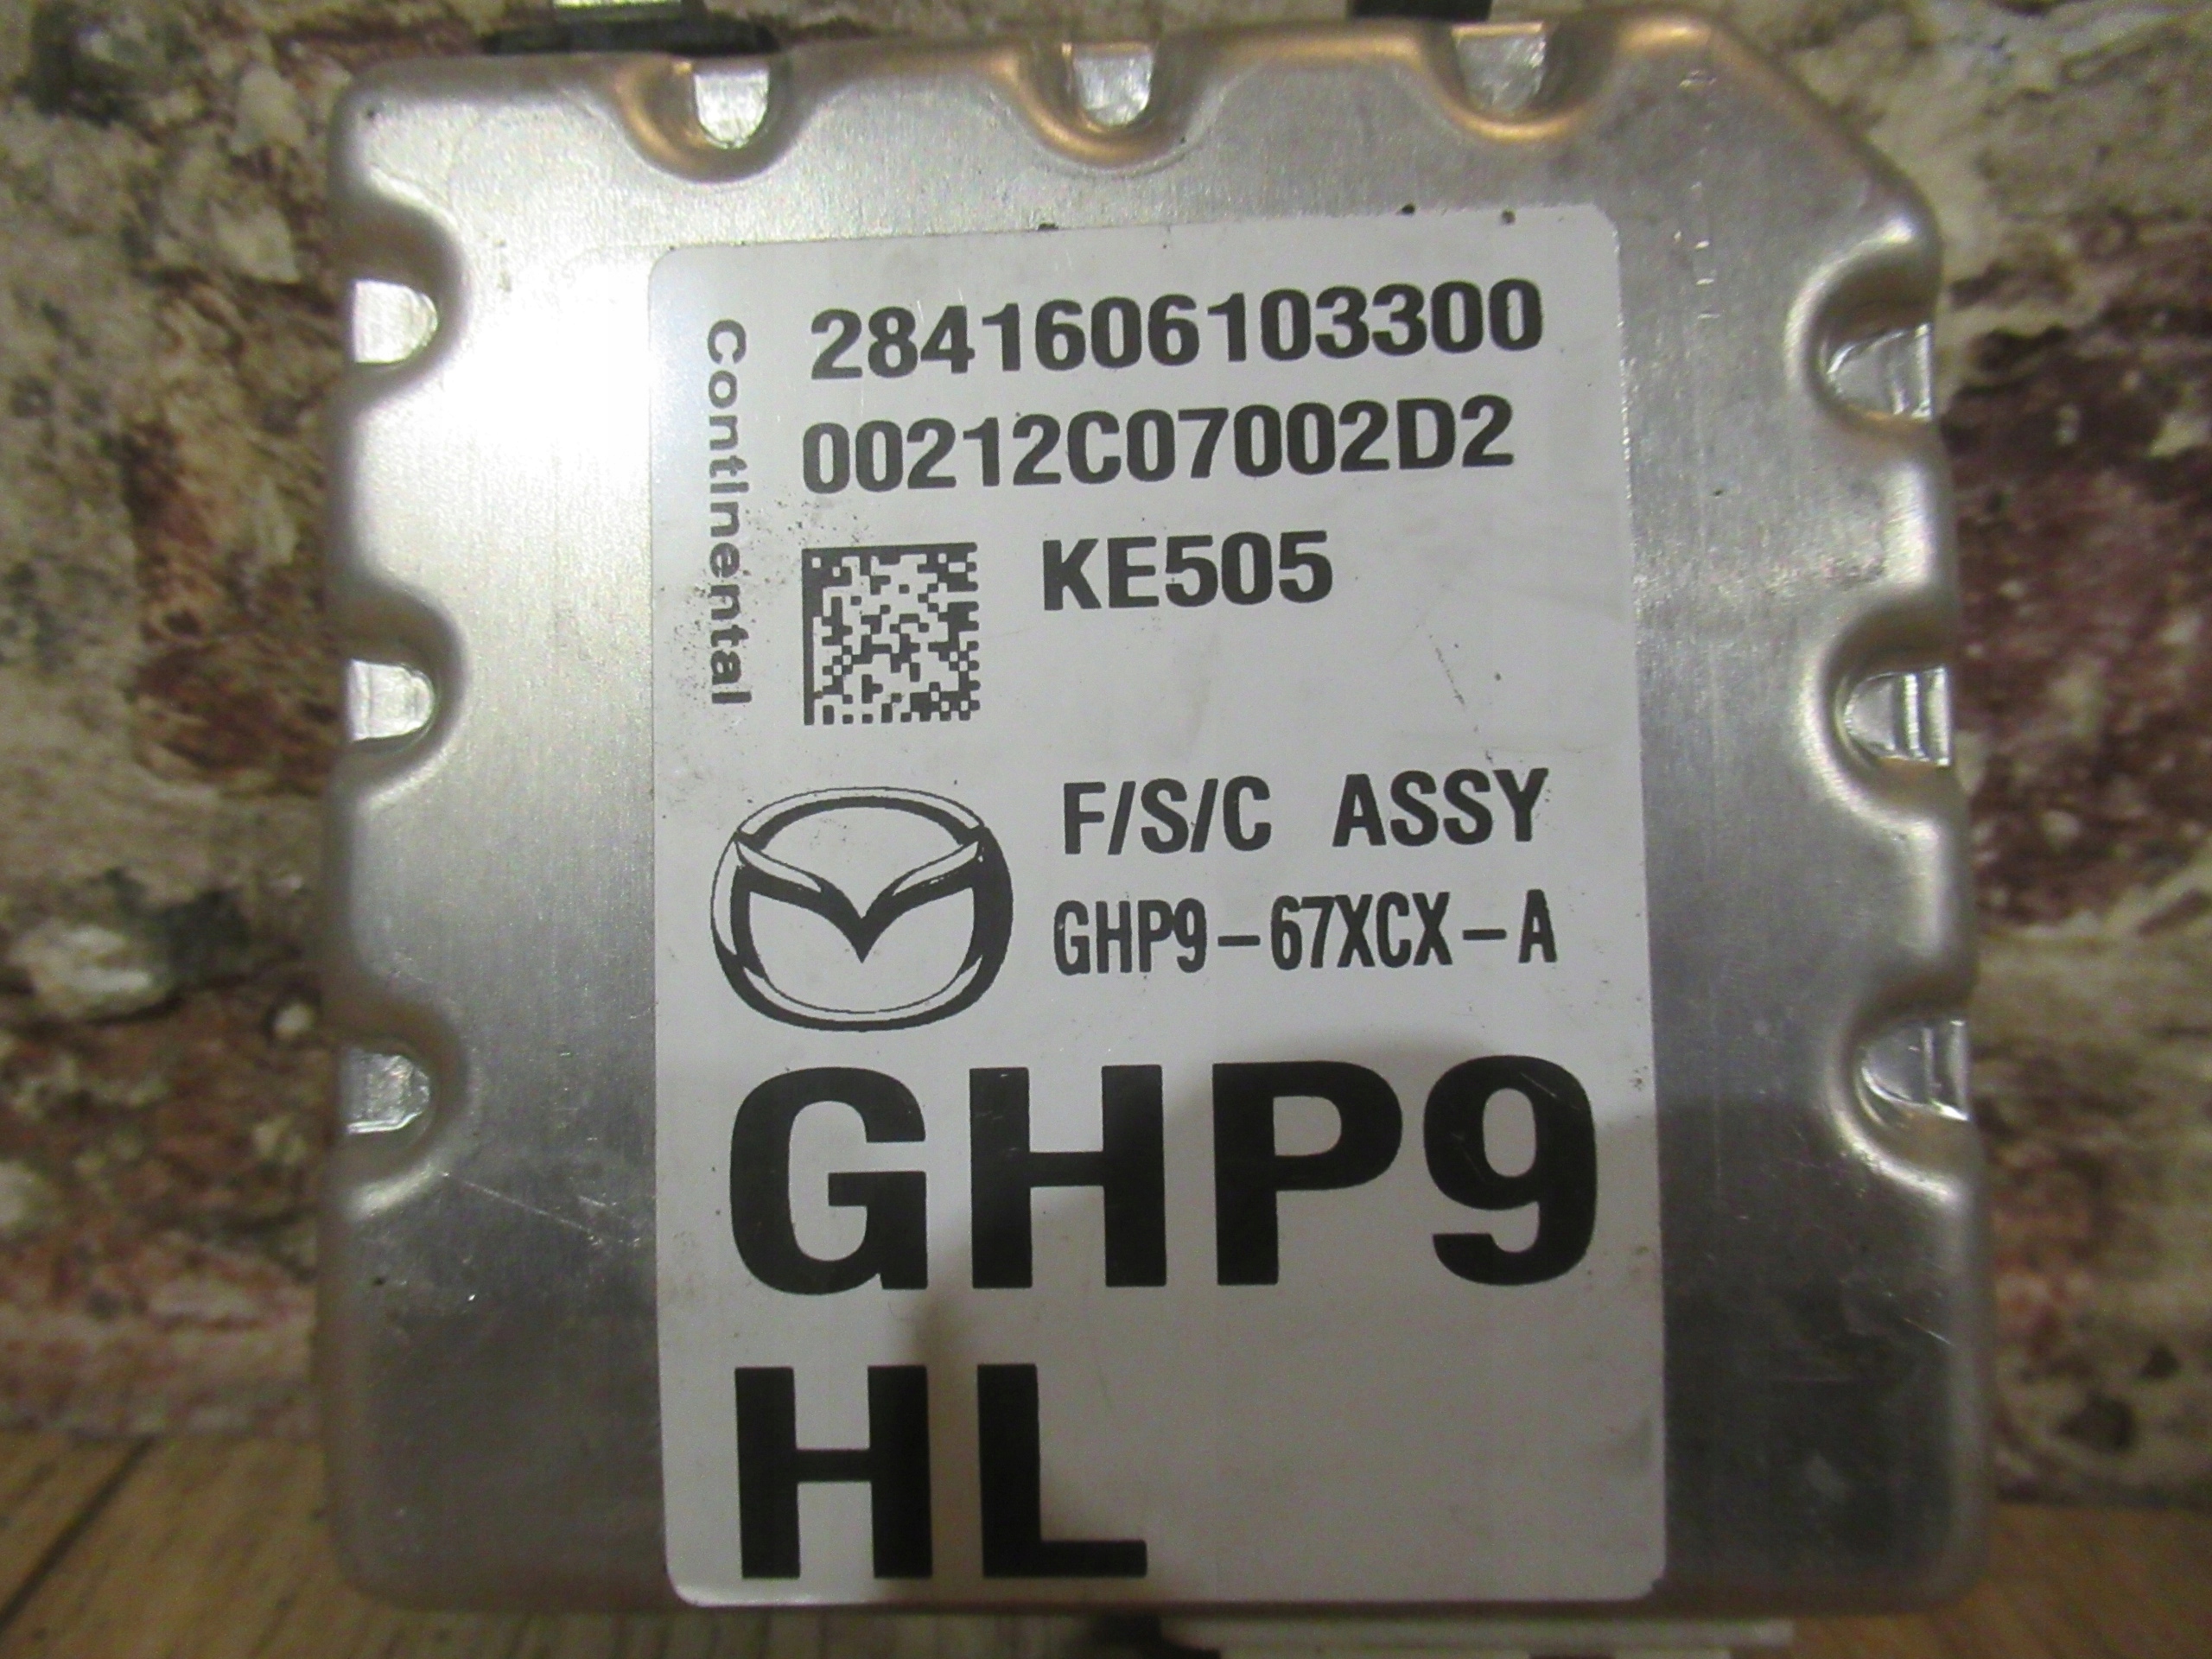 Continental
2841606103300
00212C07002D2
KE505
F/S/C ASSY
GHP9-67XCX-A
GHP9
HL